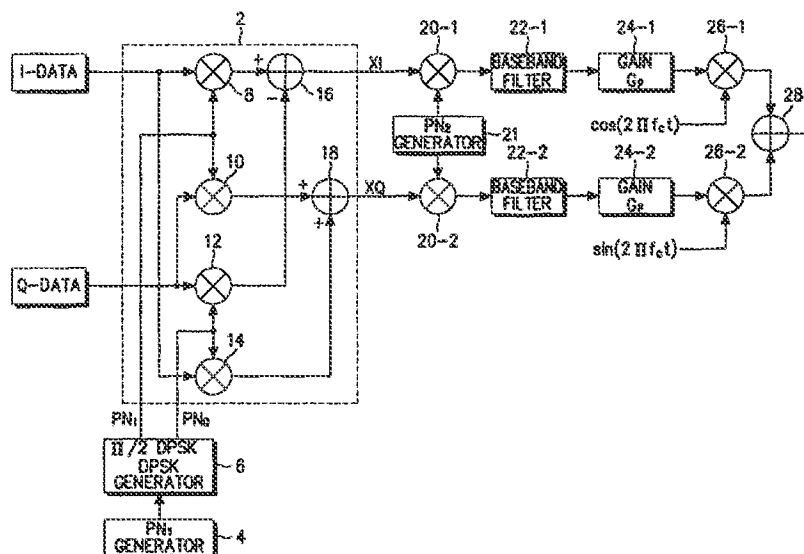 2
20-1
22-1
24-1
26-1
I-DATA
8
+
-
16
XI
BASEBAND
FILTER
GAIN
28
cos(2Πfct)
PN₂
GENERATOR
21
10
18
+
+
XQ
20-2
22-2
BASEBAND
FILTER
24-2
GAIN
26-2
sin(2Πfct)
Q-DATA
12
14
PN₁
Π/2 DPSK
DPSK
GENERATOR
6
GENERATOR
4